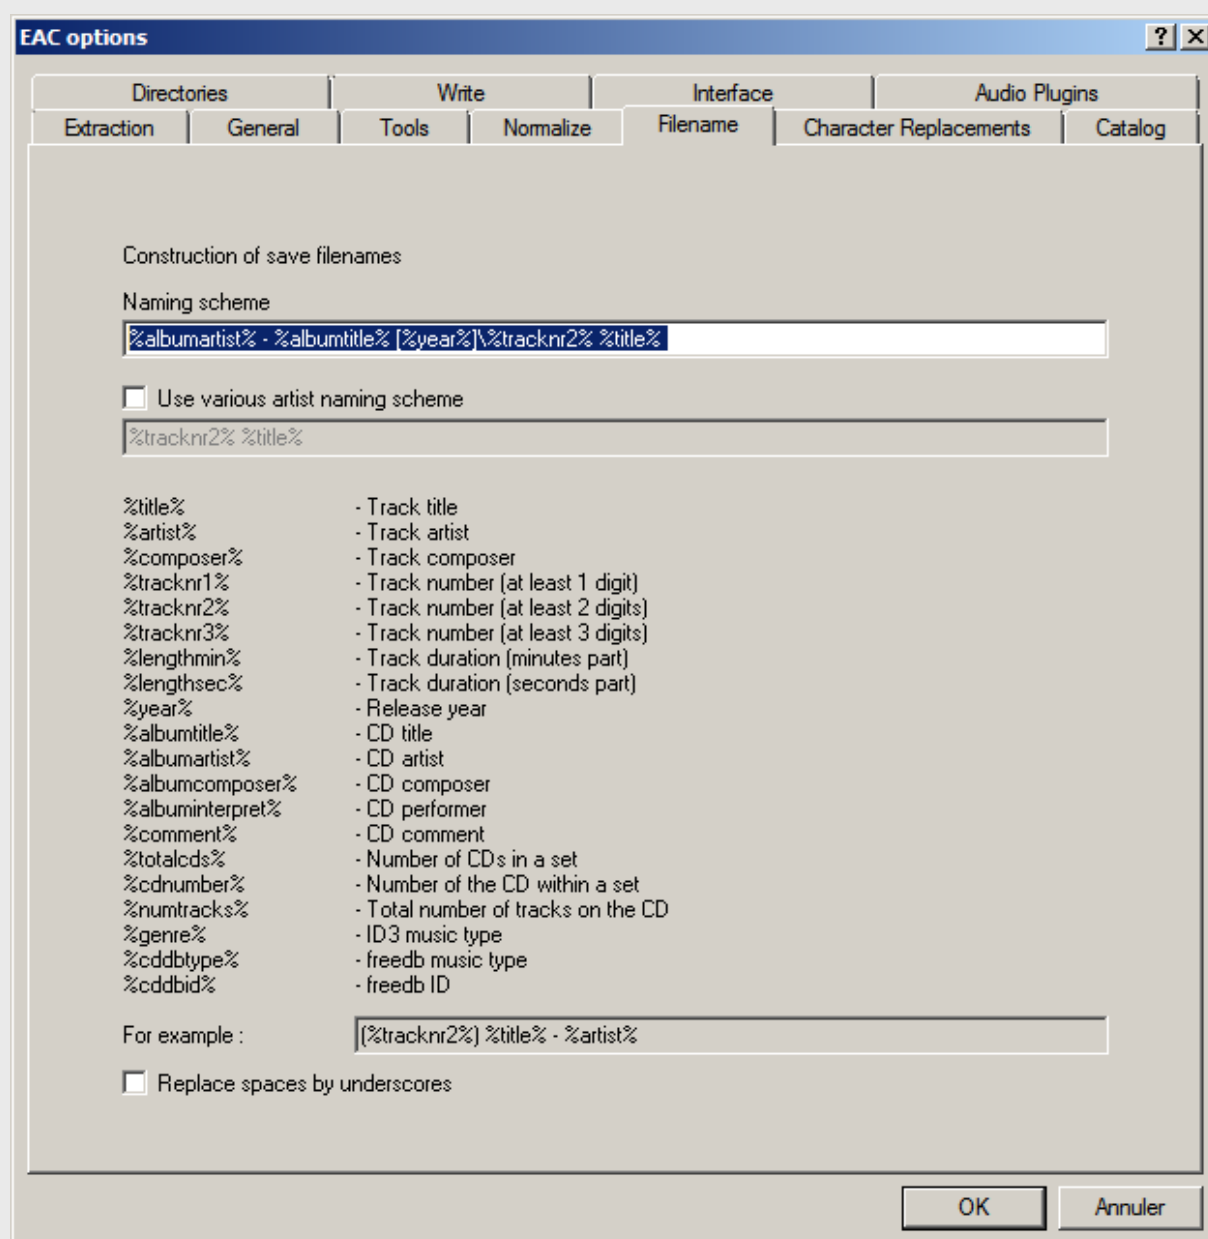 EAC options
Directories Write Interface Audio Plugins
Extraction General Tools Normalize Filename Character Replacements Catalog
Construction of save filenames
Naming scheme
%albumartist% - %albumtitle% [%year%]\%tracknr2% %title%
Use various artist naming scheme
%tracknr2% %title%
%title% - Track title
%artist% - Track artist
%composer% - Track composer
%tracknr1% - Track number (at least 1 digit)
%tracknr2% - Track number (at least 2 digits)
%tracknr3% - Track number (at least 3 digits)
%lengthmin% - Track duration (minutes part)
%lengthsec% - Track duration (seconds part)
%year% - Release year
%albumtitle% - CD title
%albumartist% - CD artist
%albumcomposer% - CD composer
%albuminterpret% - CD performer
%comment% - CD comment
%totalcds% - Number of CDs in a set
%cdnumber% - Number of the CD within a set
%numtracks% - Total number of tracks on the CD
%genre% - ID3 music type
%cddbtype% - freedb music type
%cddbid% - freedb ID
For example : (%tracknr2%) %title% - %artist%
Replace spaces by underscores
OK Annuler